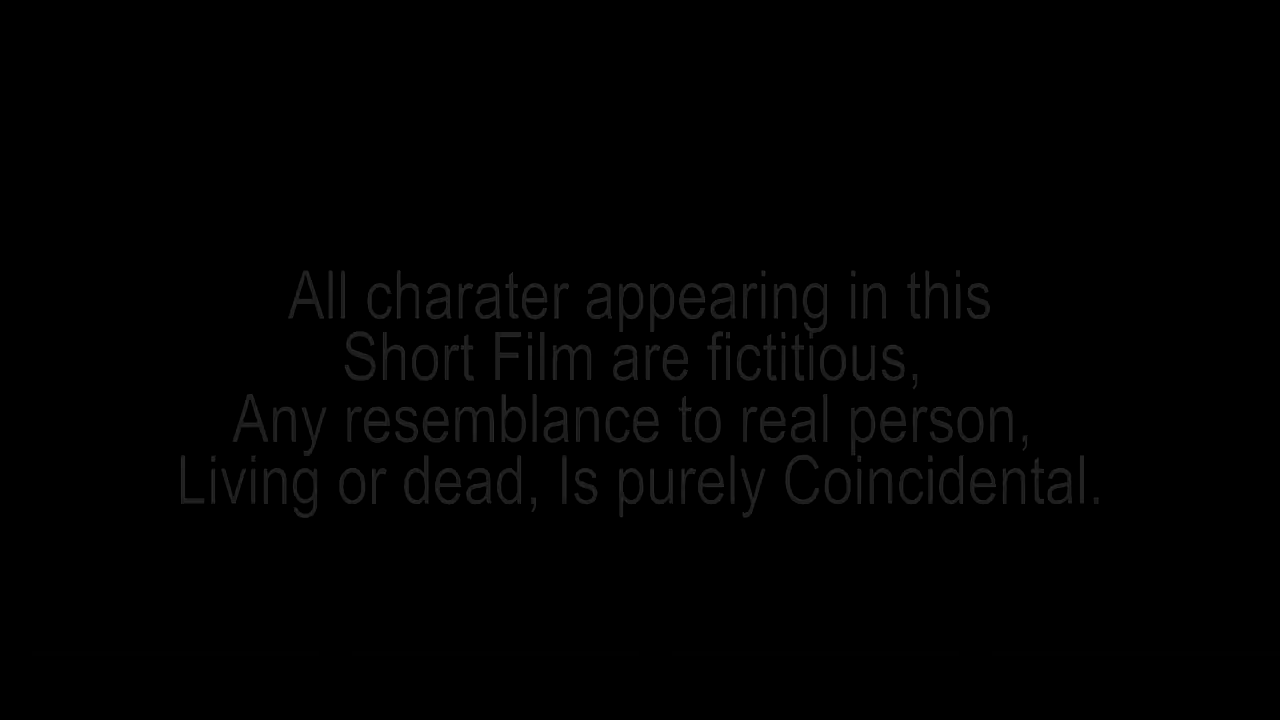 All charater appearing in this
Short Film are fictitious,
Any resemblance to real person,
Living or dead, Is purely Coincidental.